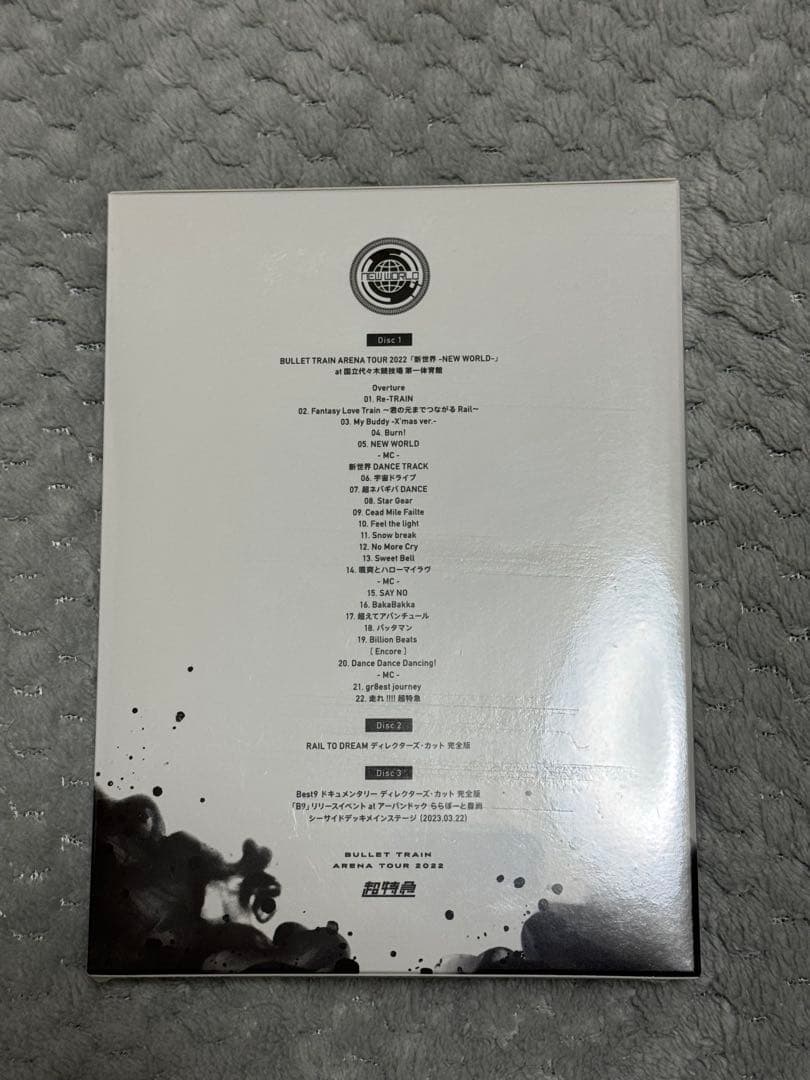 NEW WORLD
Disc 1
BULLET TRAIN ARENA TOUR 2022「新世界 -NEW WORLD-」
at 国立代々木競技場 第一体育館
Overture
01. Re-TRAIN
02. Fantasy Love Train 〜君の元までつながる Rail〜
03. My Buddy -X'mas ver.-
04. Burn!
05. NEW WORLD
- MC -
新世界 DANCE TRACK
06. 宇宙ドライブ
07. 超ネバギバ DANCE
08. Star Gear
09. Cead Mile Failte
10. Feel the light
11. Snow break
12. No More Cry
13. Sweet Bell
14. 霹靂とハローマイラヴ
- MC -
15. SAY NO
16. BakaBakka
17. 超えてアバンチュール
18. バッタマン
19. Billion Beats
[ Encore ]
20. Dance Dance Dancing!
- MC -
21. gr8est journey
22. 走れ !!!! 超特急
Disc 2
RAIL TO DREAM ディレクターズ・カット 完全版
Disc 3
Best9 ドキュメンタリー ディレクターズ・カット 完全版
「B9」リリースイベント at アーバンドック ららぽーと豊洲
シーサイドデッキメインステージ (2023.03.22)
BULLET TRAIN
ARENA TOUR 2022
超特急